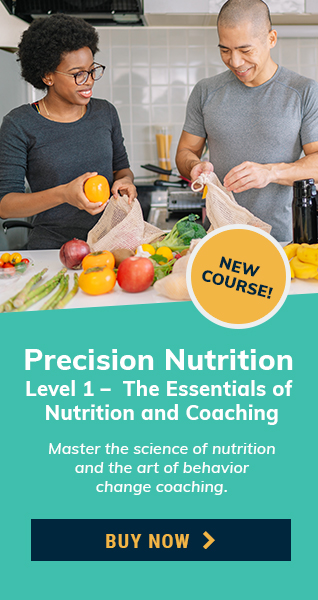 NEW
COURSE!
Precision Nutrition
Level 1 – The Essentials of
Nutrition and Coaching
Master the science of nutrition
and the art of behavior
change coaching.
BUY NOW